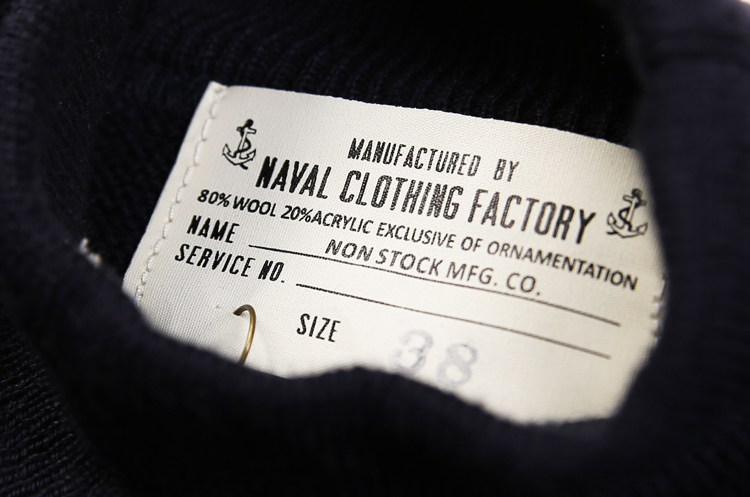 MANUFACTURED BY
NAVAL CLOTHING FACTORY
80% WOOL 20%ACRYLIC EXCLUSIVE OF ORNAMENTATION
NAME NON STOCK MFG. CO.
SERVICE NO.
SIZE 38